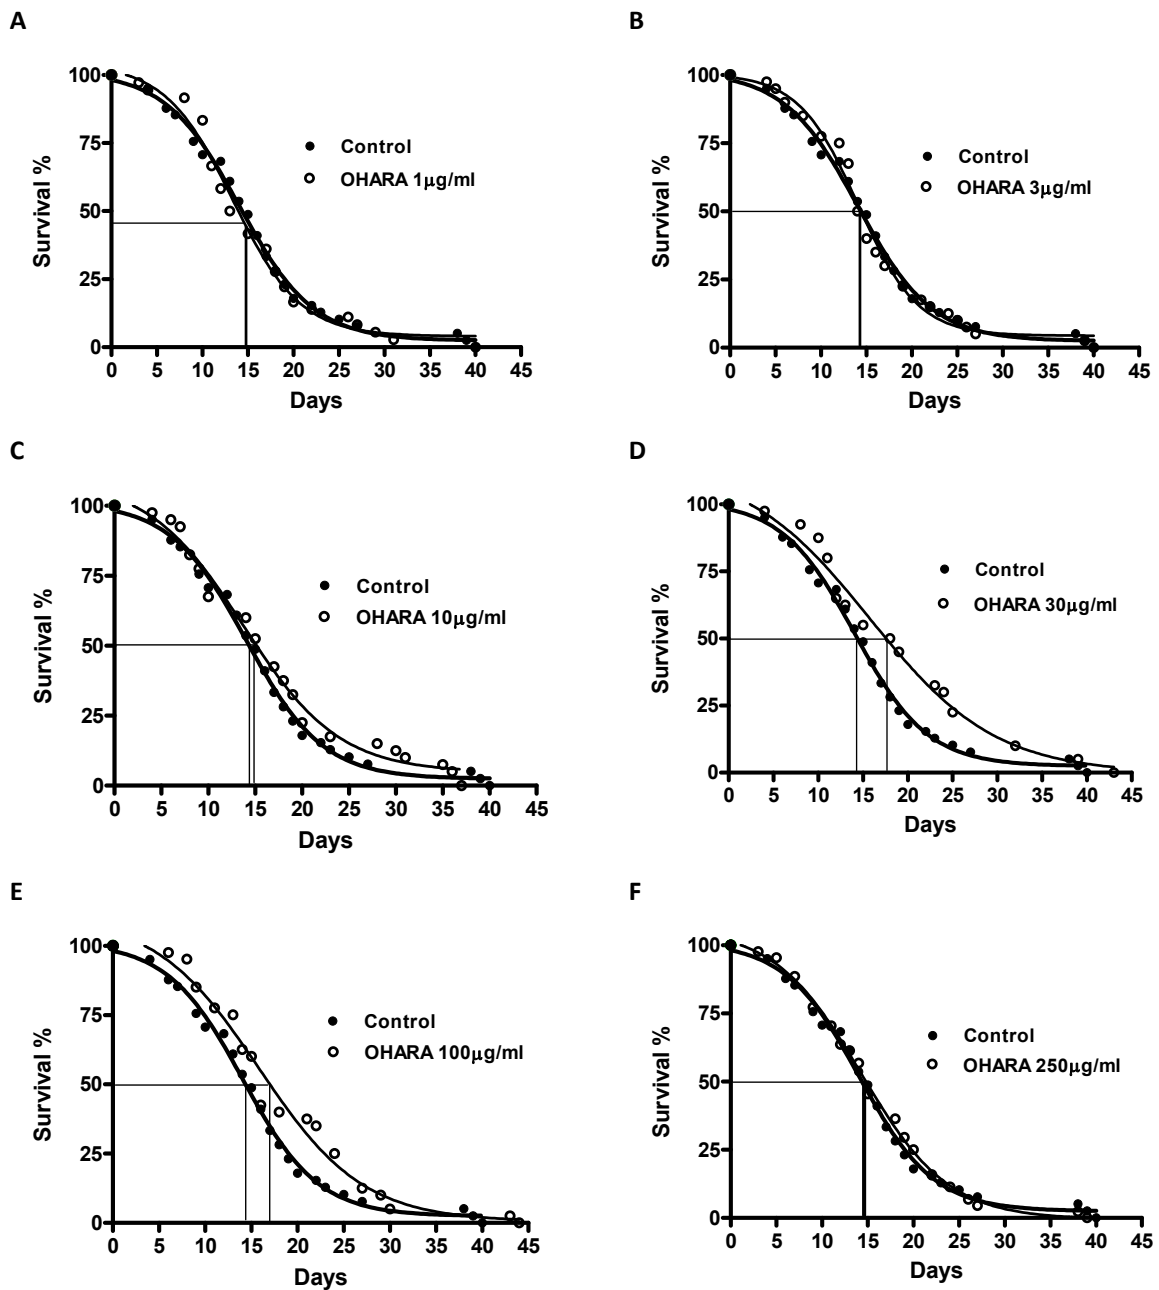 A
100
75
50
25
0
Survival %
Control
OHARA 1μg/ml
0 5 10 15 20 25 30 35 40 45
Days
B
100
75
50
25
0
Survival %
Control
OHARA 3μg/ml
0 5 10 15 20 25 30 35 40 45
Days
C
100
75
50
25
0
Survival %
Control
OHARA 10μg/ml
0 5 10 15 20 25 30 35 40 45
Days
D
100
75
50
25
0
Survival %
Control
OHARA 30μg/ml
0 5 10 15 20 25 30 35 40 45
Days
E
100
75
50
25
0
Survival %
Control
OHARA 100μg/ml
0 5 10 15 20 25 30 35 40 45
Days
F
100
75
50
25
0
Survival %
Control
OHARA 250μg/ml
0 5 10 15 20 25 30 35 40 45
Days